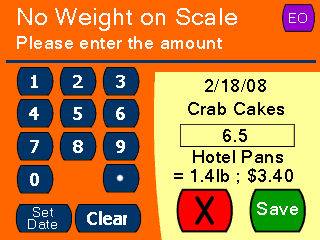 No Weight on Scale
EO
Please enter the amount
1 2 3
4 5 6
7 8 9
0 •
Set
Date
Clear
2/18/08
Crab Cakes
6.5
Hotel Pans
= 1.4lb ; $3.40
X
Save